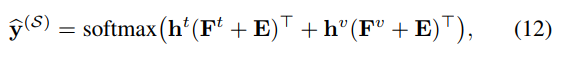 ŷ^(𝒮) = softmax(h^t(F^t + E)^⊤ + h^v(F^v + E)^⊤), (12)